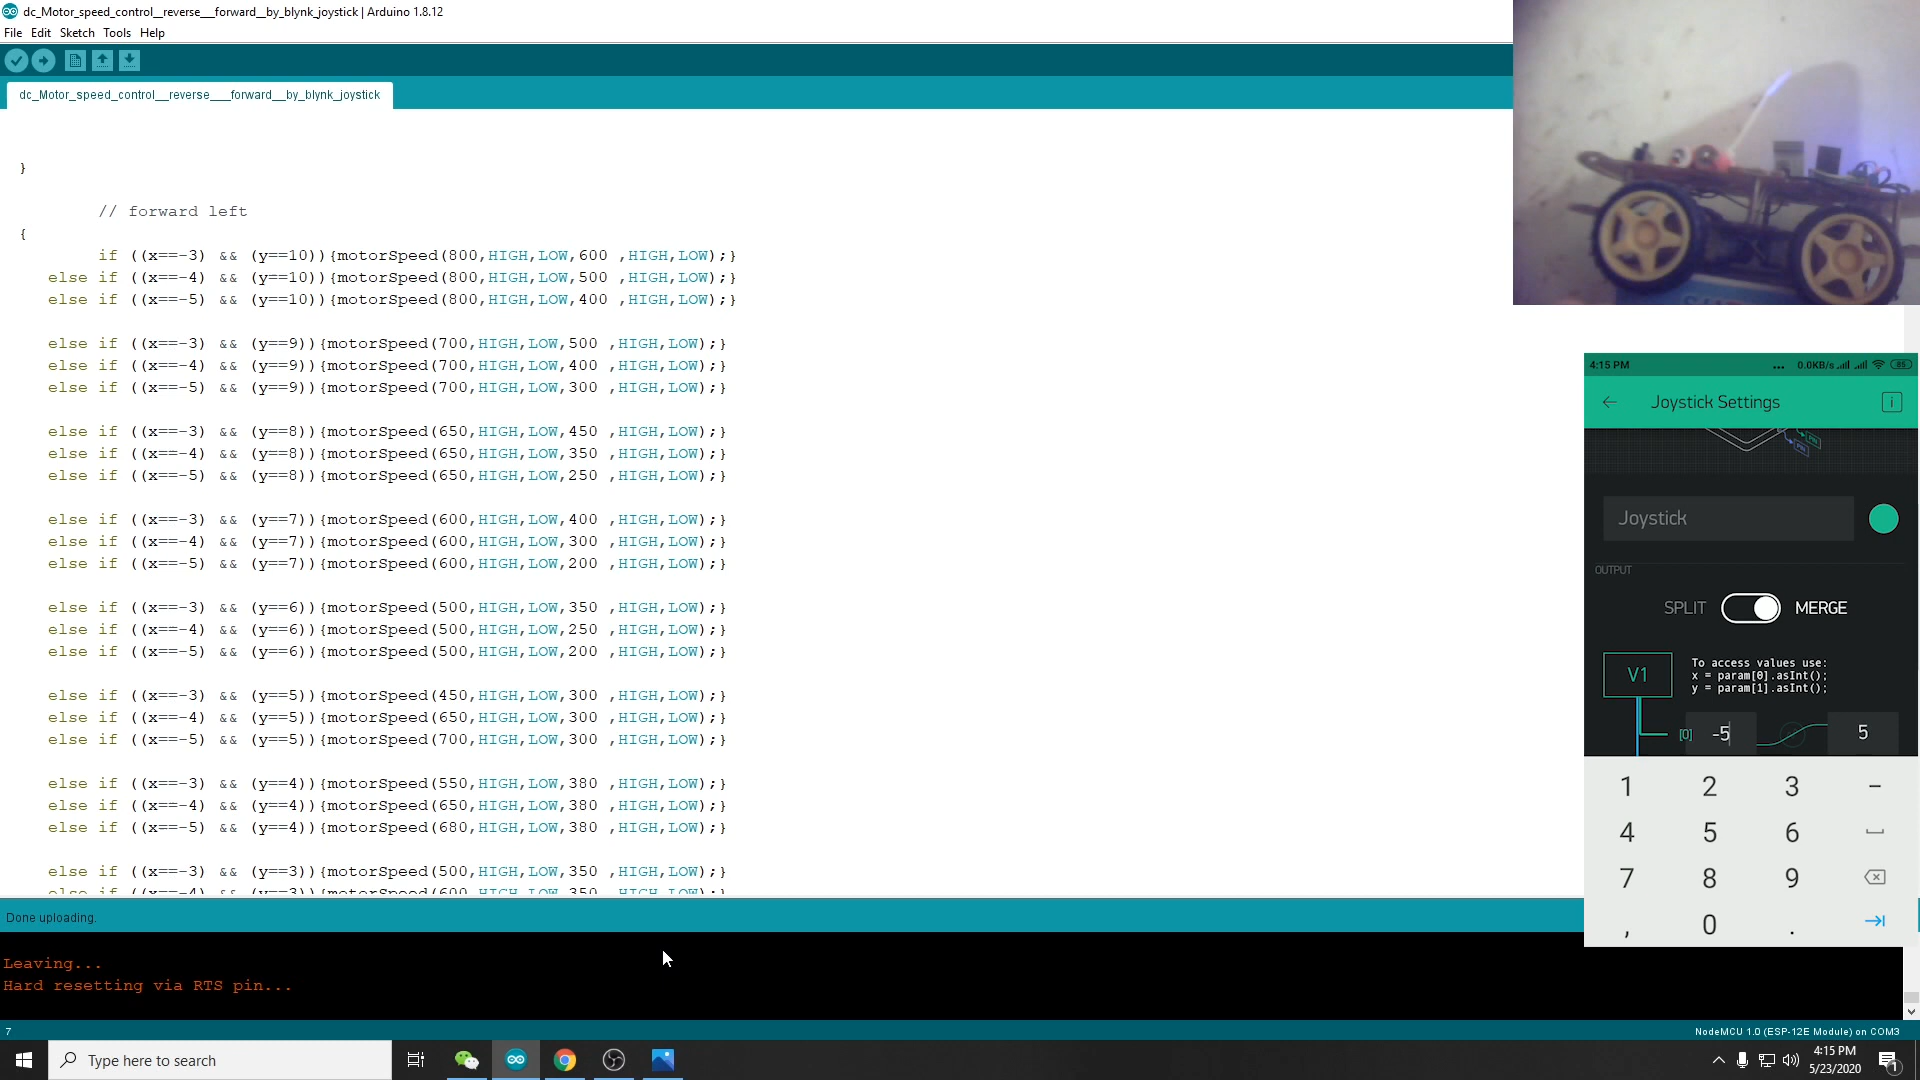 dc_Motor_speed_control__reverse___forward__by_blynk_joystick | Arduino 1.8.12
File Edit Sketch Tools Help
dc_Motor_speed_control__reverse___forward__by_blynk_joystick
}
// forward left
{
if ((x==-3) && (y==10)){motorSpeed(800,HIGH,LOW,600 ,HIGH,LOW);}
else if ((x==-4) && (y==10)){motorSpeed(800,HIGH,LOW,500 ,HIGH,LOW);}
else if ((x==-5) && (y==10)){motorSpeed(800,HIGH,LOW,400 ,HIGH,LOW);}
else if ((x==-3) && (y==9)){motorSpeed(700,HIGH,LOW,500 ,HIGH,LOW);}
else if ((x==-4) && (y==9)){motorSpeed(700,HIGH,LOW,400 ,HIGH,LOW);}
else if ((x==-5) && (y==9)){motorSpeed(700,HIGH,LOW,300 ,HIGH,LOW);}
else if ((x==-3) && (y==8)){motorSpeed(650,HIGH,LOW,450 ,HIGH,LOW);}
else if ((x==-4) && (y==8)){motorSpeed(650,HIGH,LOW,350 ,HIGH,LOW);}
else if ((x==-5) && (y==8)){motorSpeed(650,HIGH,LOW,250 ,HIGH,LOW);}
else if ((x==-3) && (y==7)){motorSpeed(600,HIGH,LOW,400 ,HIGH,LOW);}
else if ((x==-4) && (y==7)){motorSpeed(600,HIGH,LOW,300 ,HIGH,LOW);}
else if ((x==-5) && (y==7)){motorSpeed(600,HIGH,LOW,200 ,HIGH,LOW);}
else if ((x==-3) && (y==6)){motorSpeed(500,HIGH,LOW,350 ,HIGH,LOW);}
else if ((x==-4) && (y==6)){motorSpeed(500,HIGH,LOW,250 ,HIGH,LOW);}
else if ((x==-5) && (y==6)){motorSpeed(500,HIGH,LOW,200 ,HIGH,LOW);}
else if ((x==-3) && (y==5)){motorSpeed(450,HIGH,LOW,300 ,HIGH,LOW);}
else if ((x==-4) && (y==5)){motorSpeed(650,HIGH,LOW,300 ,HIGH,LOW);}
else if ((x==-5) && (y==5)){motorSpeed(700,HIGH,LOW,300 ,HIGH,LOW);}
else if ((x==-3) && (y==4)){motorSpeed(550,HIGH,LOW,380 ,HIGH,LOW);}
else if ((x==-4) && (y==4)){motorSpeed(650,HIGH,LOW,380 ,HIGH,LOW);}
else if ((x==-5) && (y==4)){motorSpeed(680,HIGH,LOW,380 ,HIGH,LOW);}
else if ((x==-3) && (y==3)){motorSpeed(500,HIGH,LOW,350 ,HIGH,LOW);}
else if ((x==-4) && (y==3)){motorSpeed(600,HIGH,LOW,350 ,HIGH,LOW);}
Done uploading.
Leaving...
Hard resetting via RTS pin...
7
NodeMCU 1.0 (ESP-12E Module) on COM3
4:15 PM ... 0.0KB/s 85
Joystick Settings
i
Joystick
OUTPUT
SPLIT MERGE
V1
To access values use:
x = param[0].asInt();
y = param[1].asInt();
[0] -5 5
1 2 3 -
4 5 6
7 8 9
, 0 .
Type here to search
4:15 PM
5/23/2020
1